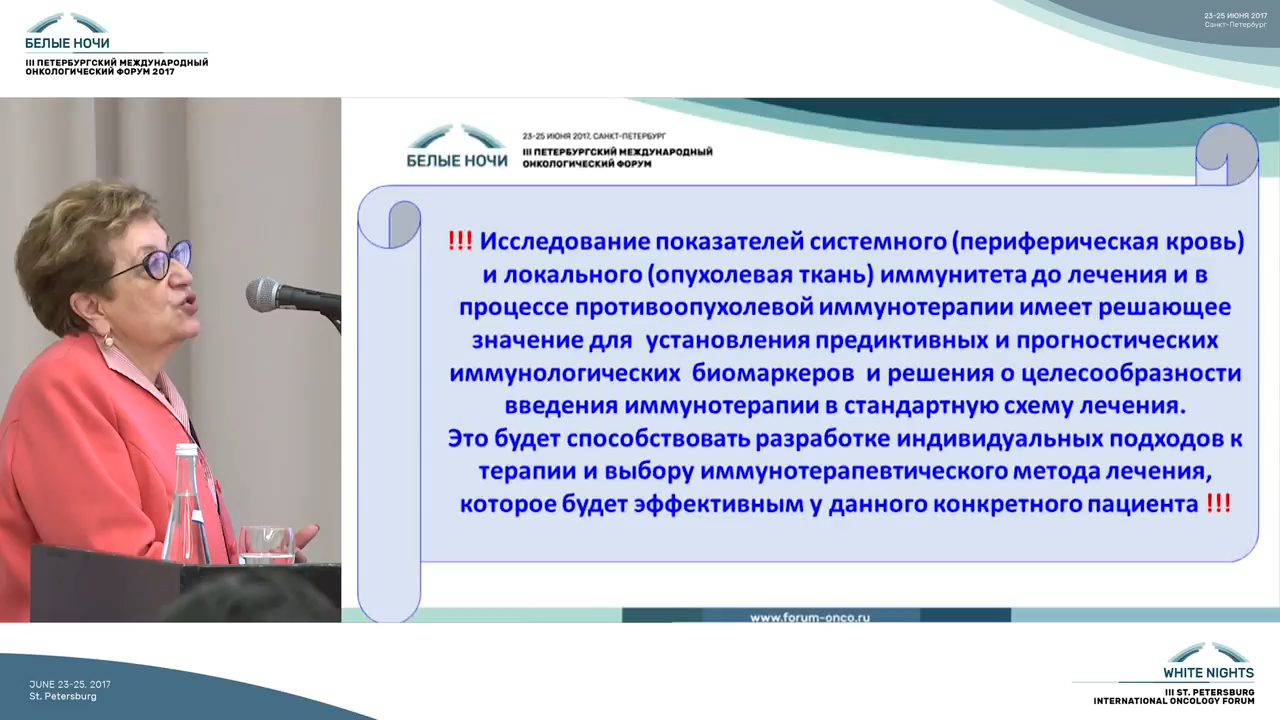 БЕЛЫЕ НОЧИ
III ПЕТЕРБУРГСКИЙ МЕЖДУНАРОДНЫЙ
ОНКОЛОГИЧЕСКИЙ ФОРУМ 2017
23-25 ИЮНЯ 2017
Санкт-Петербург
БЕЛЫЕ НОЧИ
23-25 ИЮНЯ 2017, САНКТ-ПЕТЕРБУРГ
III ПЕТЕРБУРГСКИЙ МЕЖДУНАРОДНЫЙ
ОНКОЛОГИЧЕСКИЙ ФОРУМ
!!! Исследование показателей системного (периферическая кровь)
и локального (опухолевая ткань) иммунитета до лечения и в
процессе противоопухолевой иммунотерапии имеет решающее
значение для установления предиктивных и прогностических
иммунологических биомаркеров и решения о целесообразности
введения иммунотерапии в стандартную схему лечения.
Это будет способствовать разработке индивидуальных подходов к
терапии и выбору иммунотерапевтического метода лечения,
которое будет эффективным у данного конкретного пациента !!!
www.forum-onco.ru
JUNE 23-25, 2017
St. Petersburg
WHITE NIGHTS
III ST. PETERSBURG
INTERNATIONAL ONCOLOGY FORUM